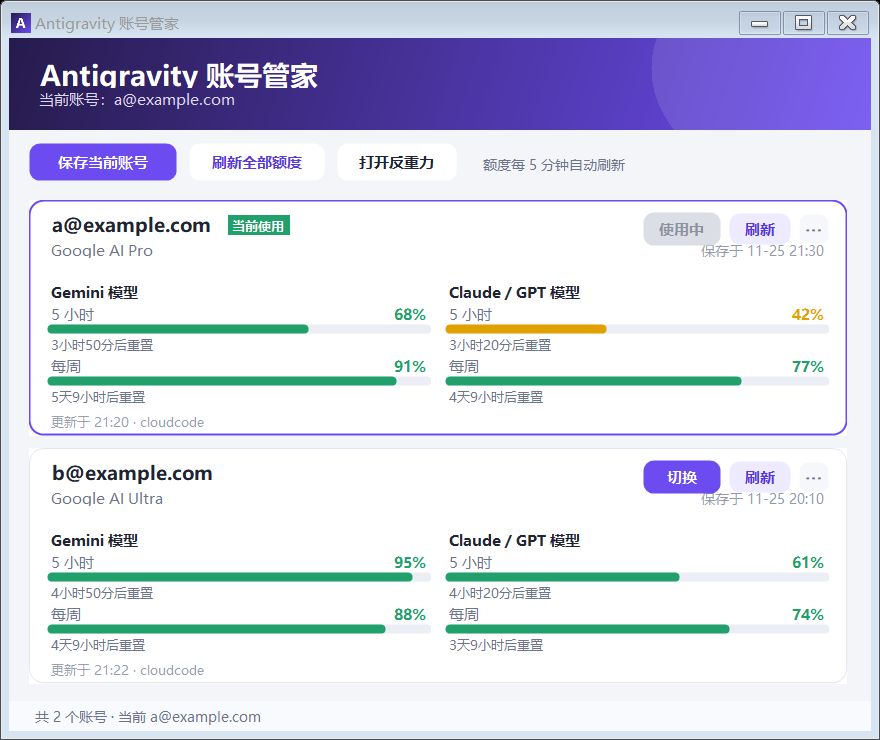 A Antigravity 账号管家
Antigravity 账号管家
当前账号：a@example.com
保存当前账号 刷新全部额度 打开反重力 额度每 5 分钟自动刷新
a@example.com 当前使用 使用中 刷新 ...
Google AI Pro 保存于 11-25 21:30
Gemini 模型 Claude / GPT 模型
5 小时 68% 5 小时 42%
3小时50分后重置 3小时20分后重置
每周 91% 每周 77%
5天9小时后重置 4天9小时后重置
更新于 21:20 · cloudcode
b@example.com 切换 刷新 ...
Google AI Ultra 保存于 11-25 20:10
Gemini 模型 Claude / GPT 模型
5 小时 95% 5 小时 61%
4小时50分后重置 4小时20分后重置
每周 88% 每周 74%
4天9小时后重置 3天9小时后重置
更新于 21:22 · cloudcode
共 2 个账号 · 当前 a@example.com